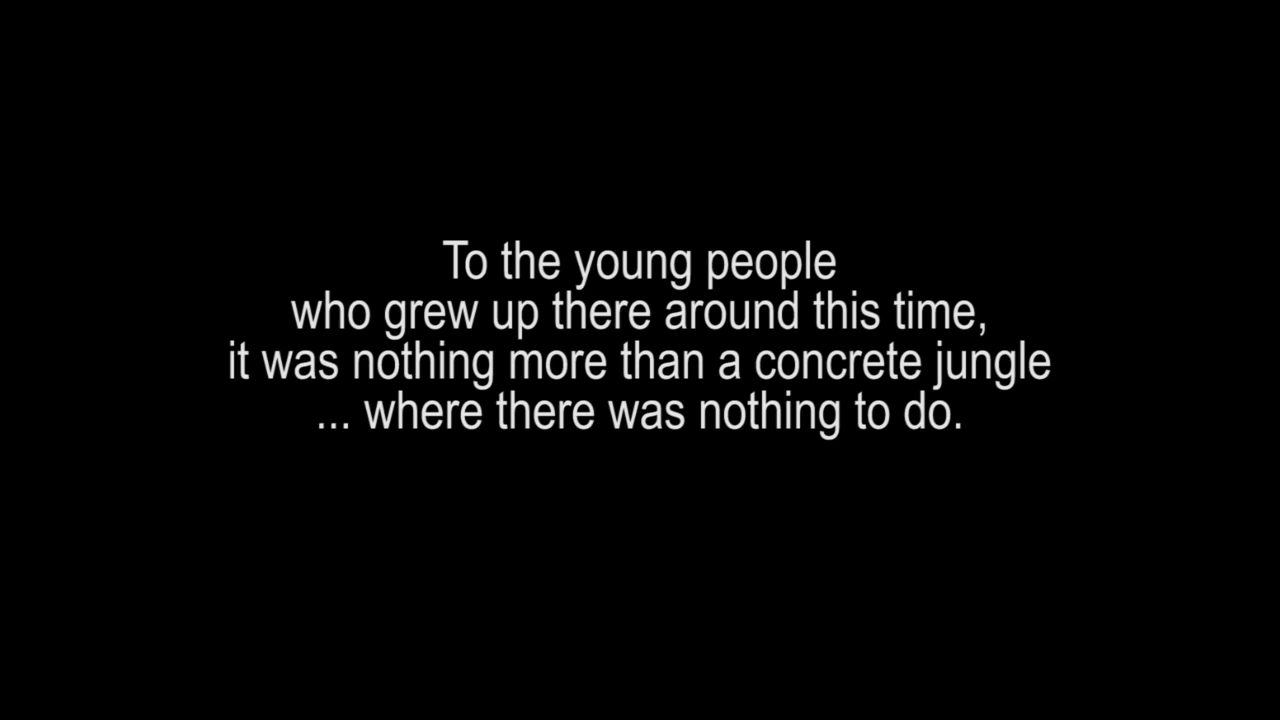 To the young people
who grew up there around this time,
it was nothing more than a concrete jungle
... where there was nothing to do.